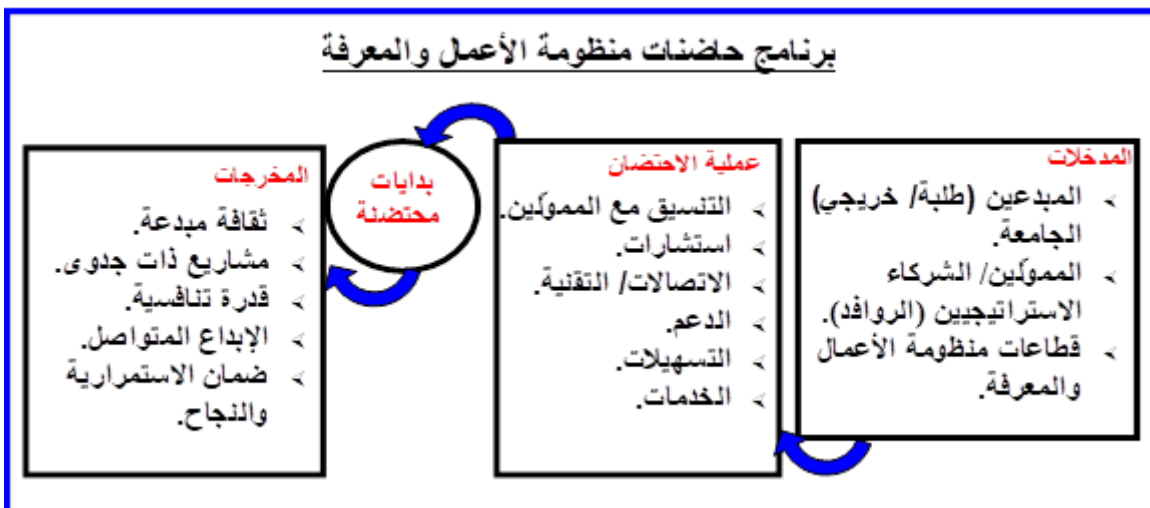 برنامج حاضنات منظومة الأعمال والمعرفة
المدخلات
المبدعين (طلبة/ خريجي)
الجامعة.
الممولين/ الشركاء
الاستراتيجيين (الروافد).
قطاعات منظومة الأعمال
والمعرفة.
عملية الاحتضان
التنسيق مع الممولين.
استشارات.
الاتصالات/ التقنية.
الدعم.
التسهيلات.
الخدمات.
بدايات
محتضنة
المخرجات
ثقافة مبدعة.
مشاريع ذات جدوى.
قدرة تنافسية.
الإبداع المتواصل.
ضمان الاستمرارية
والنجاح.